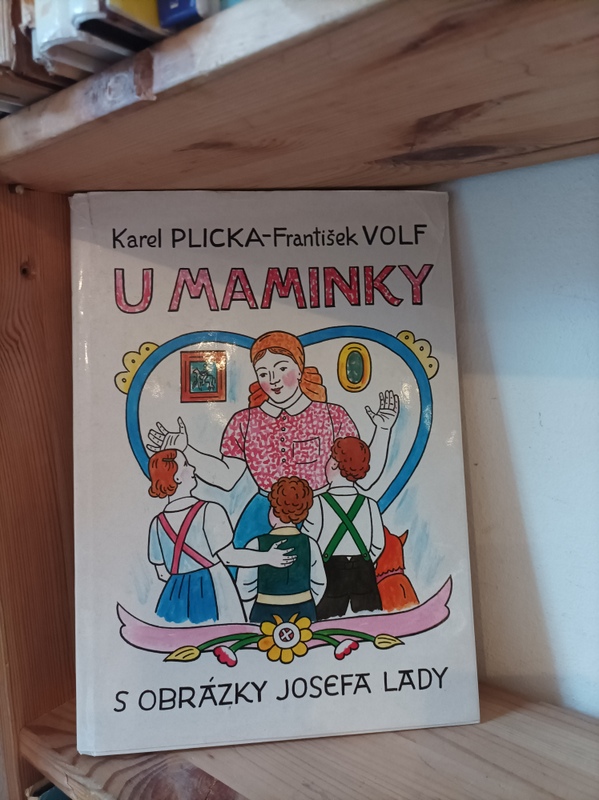 Karel PLICKA-František VOLF
U MAMINKY
S OBRÁZKY JOSEFA LADY